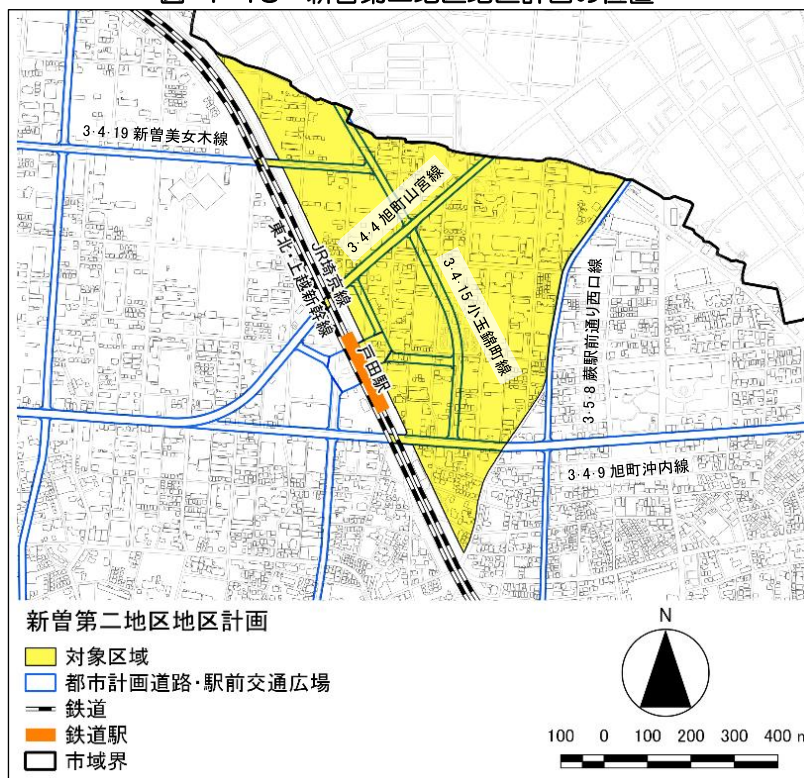 3・4・19 新曽美女木線
3・4・4 旭町山宮線
3・4・15 小玉錦町線
JR埼京線
東北・上越新幹線
戸田駅
3・5・8 蕨駅前通り西口線
3・4・9 旭町沖内線
新曽第二地区地区計画
対象区域
都市計画道路・駅前交通広場
鉄道
鉄道駅
市域界
N
100 0 100 200 300 400 m